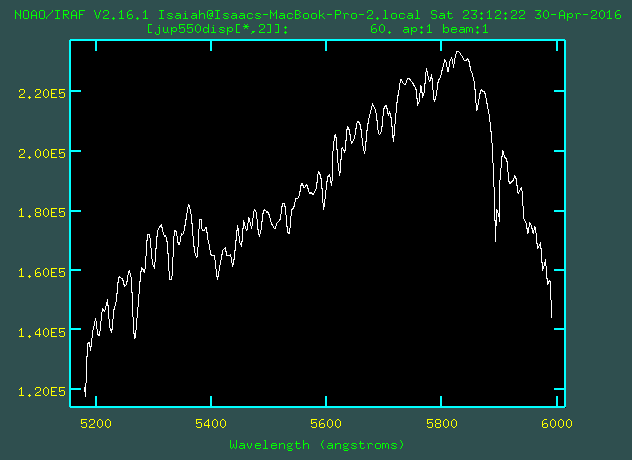 NOAO/IRAF V2.16.1 Isaiah@Isaacs-MacBook-Pro-2.local Sat 23:12:22 30-Apr-2016
[jup550disp[*,2]]: 60. ap:1 beam:1
2.20E5
2.00E5
1.80E5
1.60E5
1.40E5
1.20E5
5200 5400 5600 5800 6000
Wavelength (angstroms)